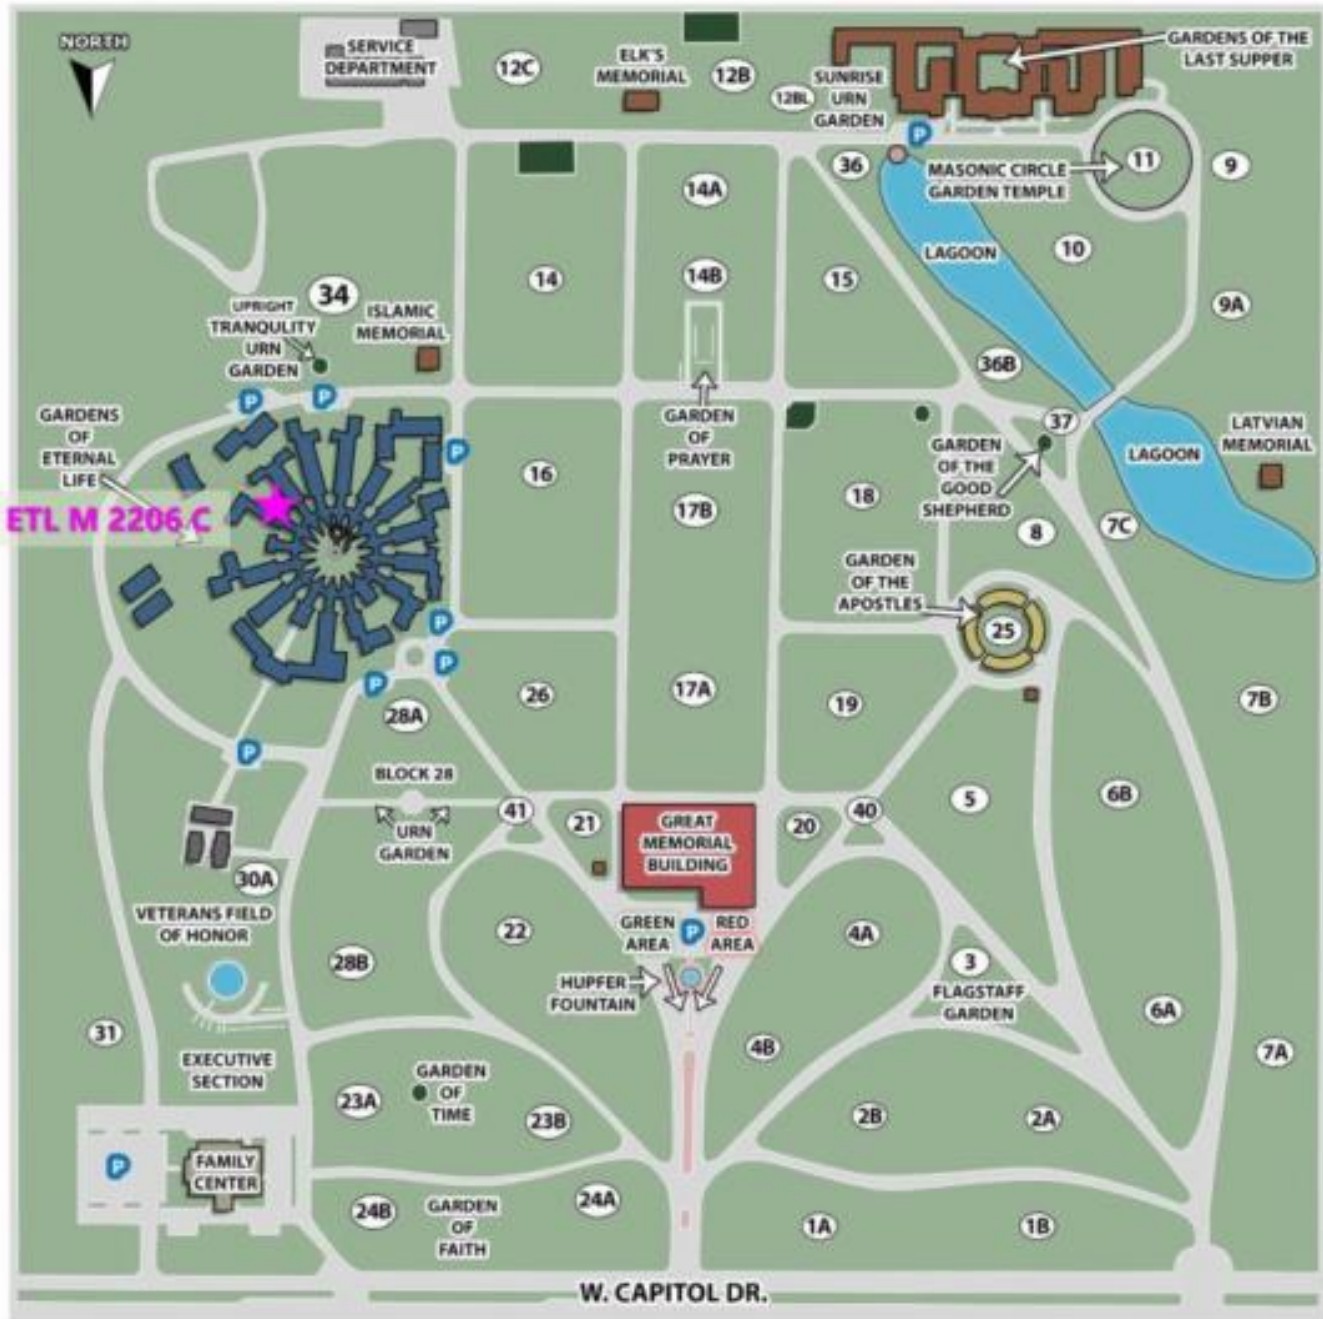 NORTH
SERVICE
DEPARTMENT
12C
ELK'S
MEMORIAL
12B
12BL
SUNRISE
URN
GARDEN
GARDENS OF THE
LAST SUPPER
P
36
MASONIC CIRCLE
GARDEN TEMPLE
11
9
14A
LAGOON
10
14
14B
15
9A
34
UPRIGHT
TRANQULITY
URN
GARDEN
ISLAMIC
MEMORIAL
36B
P
P
GARDENS
OF
ETERNAL
LIFE
GARDEN
OF
PRAYER
37
LATVIAN
MEMORIAL
P
GARDEN
OF THE
GOOD
SHEPHERD
LAGOON
16
17B
18
ETL M 2206 C
8
7C
GARDEN
OF THE
APOSTLES
25
P
P
P
28A
26
17A
19
7B
P
BLOCK 28
URN
GARDEN
41
21
GREAT
MEMORIAL
BUILDING
20
40
5
6B
30A
VETERANS FIELD
OF HONOR
22
GREEN
AREA
P
RED
AREA
4A
28B
HUPFER
FOUNTAIN
3
FLAGSTAFF
GARDEN
6A
31
4B
7A
EXECUTIVE
SECTION
GARDEN
OF
TIME
23A
23B
2B
2A
P
FAMILY
CENTER
24B
GARDEN
OF
FAITH
24A
1A
1B
W. CAPITOL DR.